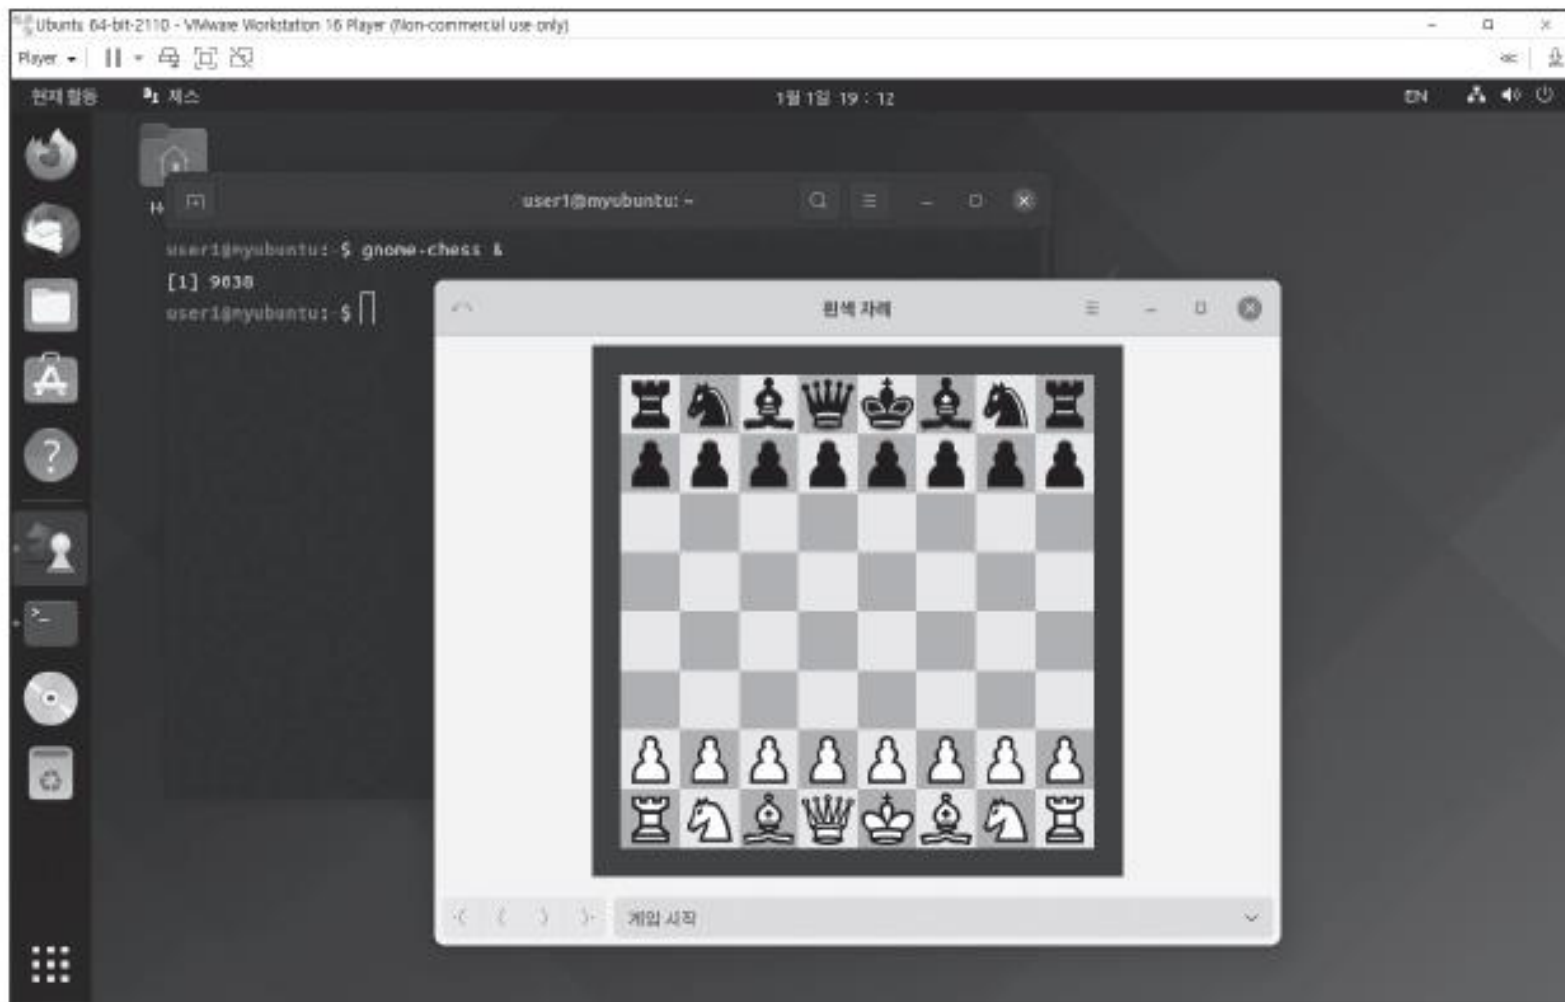 Ubuntu 64-bit-2110 - VMware Workstation 16 Player (Non-commercial use only)
Player
현재 활동 체스 1월 1일 19 : 12 EN
user1@myubuntu: ~
user1@myubuntu:~$ gnome-chess &
[1] 9038
user1@myubuntu:~$
흰색 차례
게임 시작